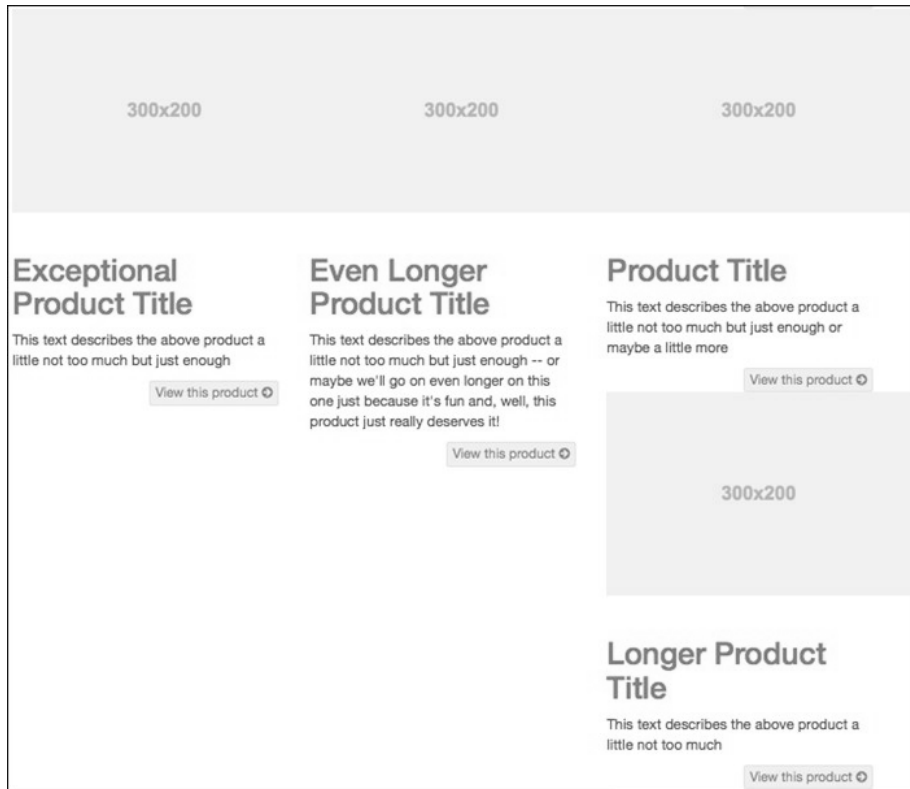 300x200
300x200
300x200
Exceptional
Product Title
This text describes the above product a
little not too much but just enough
View this product
Even Longer
Product Title
This text describes the above product a
little not too much but just enough -- or
maybe we'll go on even longer on this
one just because it's fun and, well, this
product just really deserves it!
View this product
Product Title
This text describes the above product a
little not too much but just enough or
maybe a little more
View this product
300x200
Longer Product
Title
This text describes the above product a
little not too much
View this product